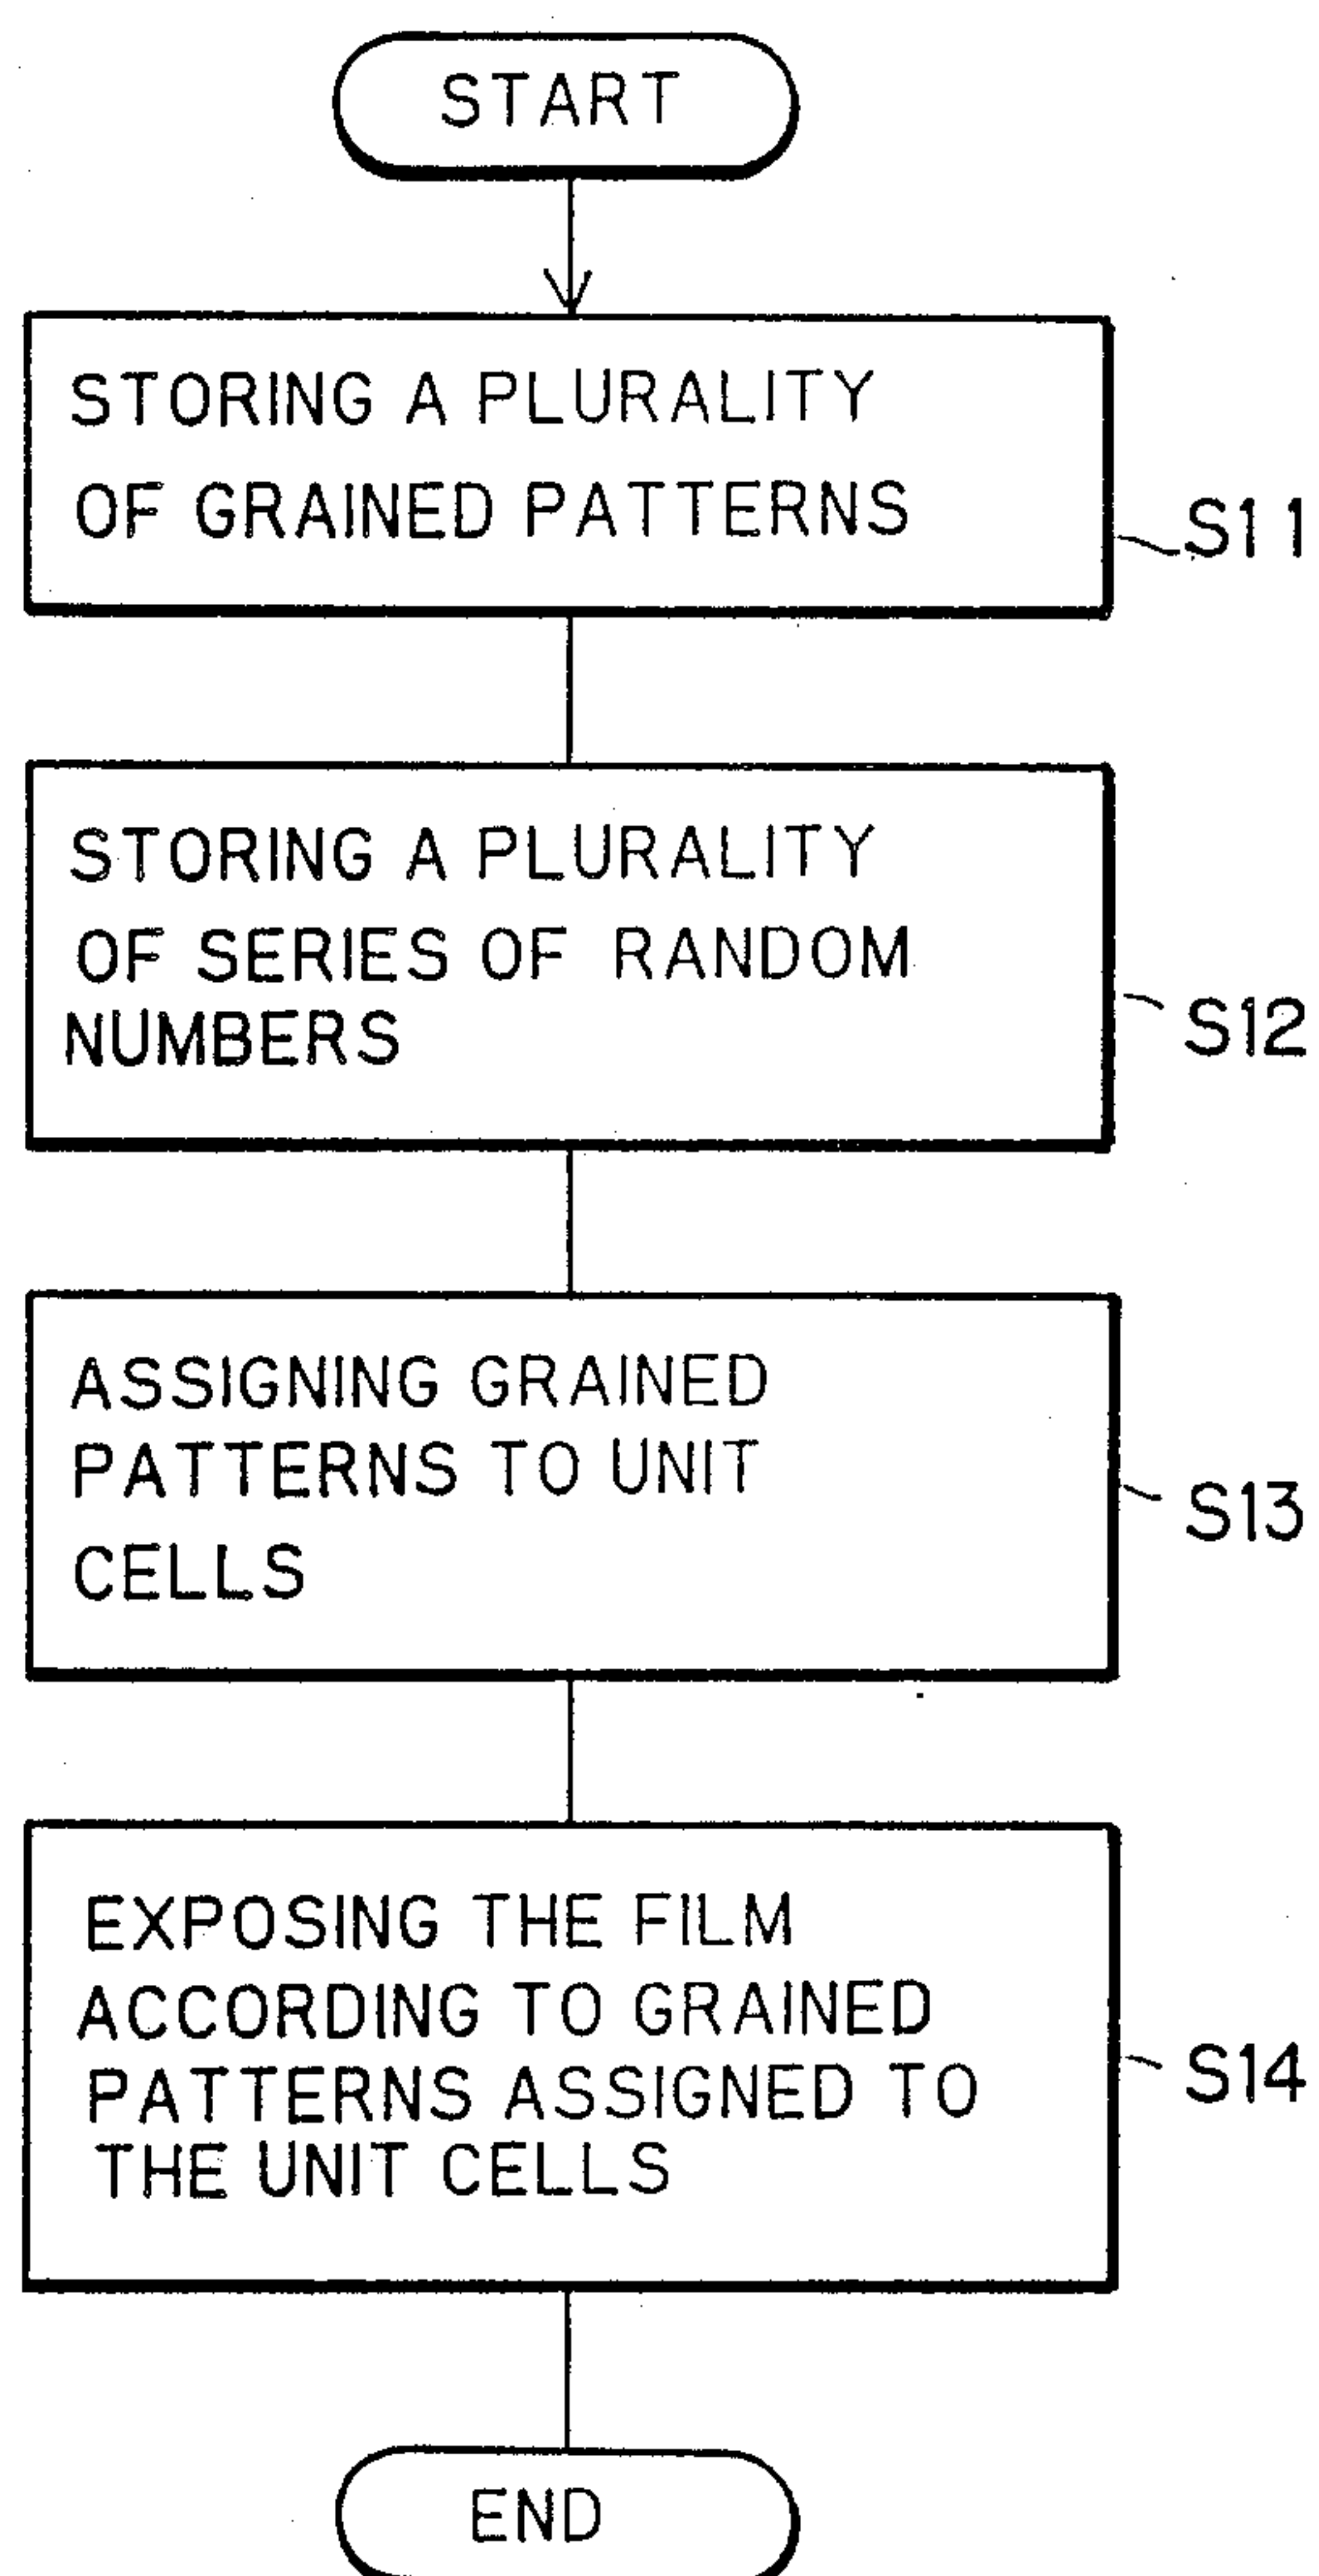 START
STORING A PLURALITY
OF GRAINED PATTERNS
S11
STORING A PLURALITY
OF SERIES OF RANDOM
NUMBERS
S12
ASSIGNING GRAINED
PATTERNS TO UNIT
CELLS
S13
EXPOSING THE FILM
ACCORDING TO GRAINED
PATTERNS ASSIGNED TO
THE UNIT CELLS
S14
END